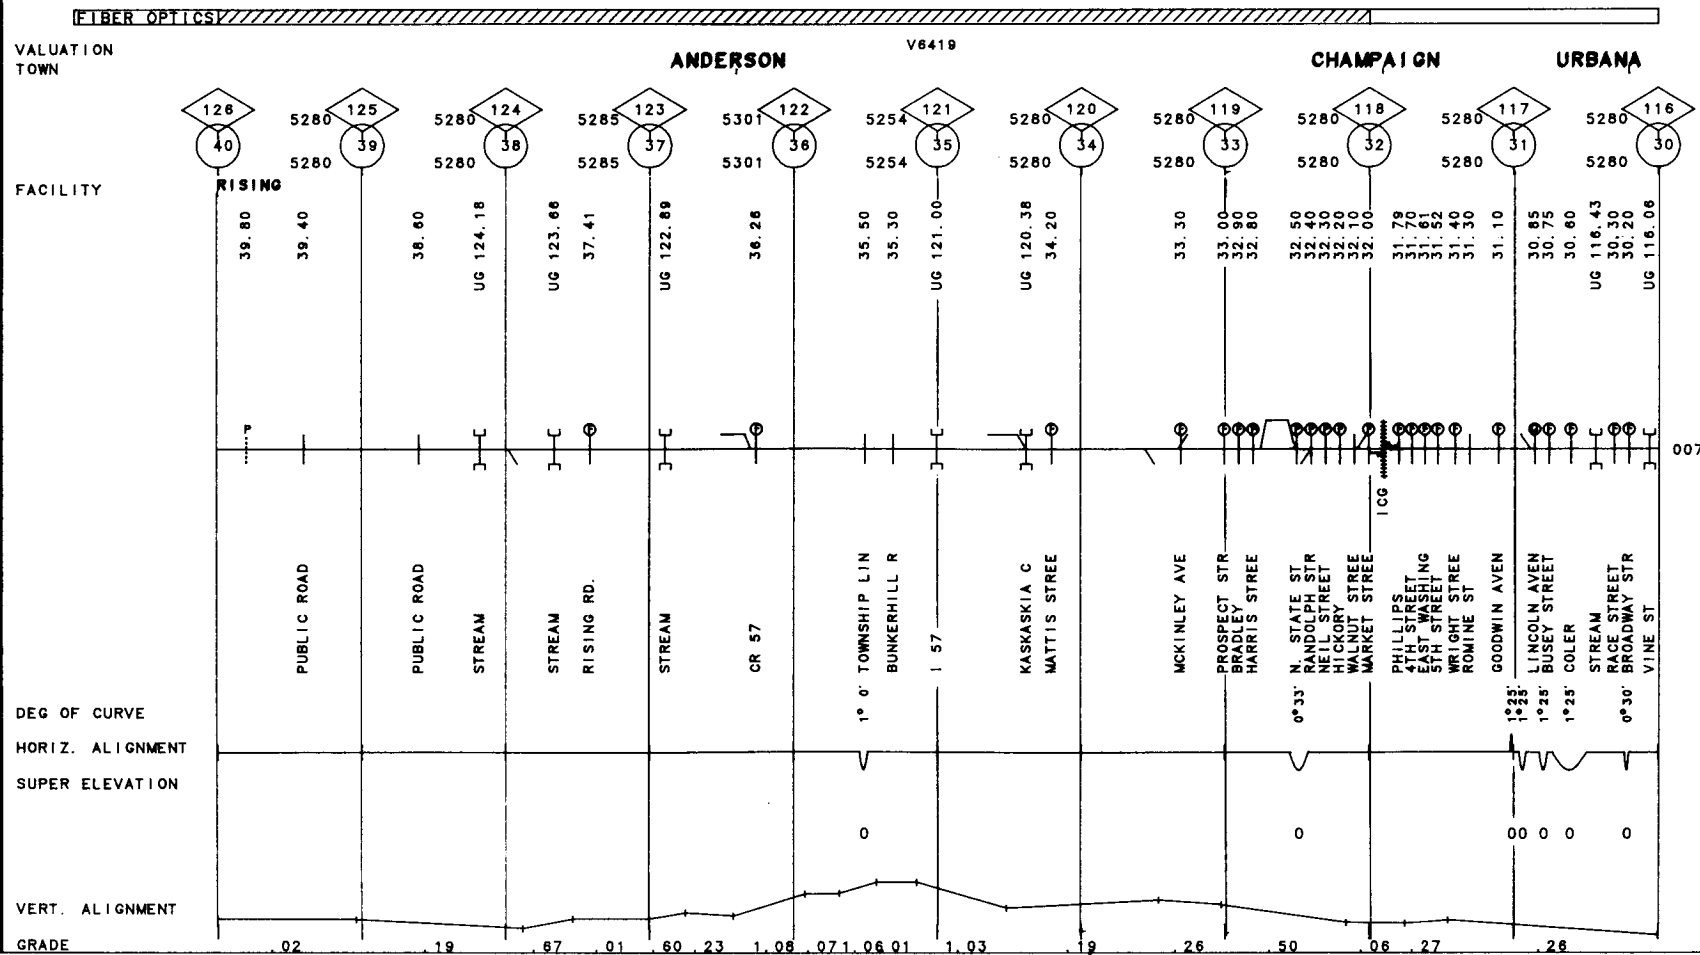 FIBER OPTICS
VALUATION V6419
TOWN ANDERSON CHAMPAIGN URBANA
126 125 124 123 122 121 120 119 118 117 116
5280 5280 5285 5301 5254 5280 5280 5280 5280 5280
40 39 38 37 36 35 34 33 32 31 30
5280 5280 5285 5301 5254 5280 5280 5280 5280 5280
FACILITY RISING
39.80
39.40
38.60
UG 124.18
UG 123.66
37.41
UG 122.89
36.26
35.50
35.30
UG 121.00
UG 120.38
34.20
33.30
33.00
32.90
32.80
32.50
32.40
32.30
32.20
32.10
32.00
31.79
31.70
31.61
31.52
31.40
31.30
31.10
30.85
30.75
30.60
UG 116.43
30.30
30.20
UG 116.06
P
F F F F F F F F F F F F F F F F F F F F F F F
007
ICG
PUBLIC ROAD
PUBLIC ROAD
STREAM
STREAM
RISING RD.
STREAM
CR 57
TOWNSHIP LIN
BUNKERHILL R
I 57
KASKASKIA C
MATTIS STREE
MCKINLEY AVE
PROSPECT STR
BRADLEY
HARRIS STREE
N. STATE ST
RANDOLPH STR
NEIL STREET
HICKORY
WALNUT STREE
MARKET STREE
PHILLIPS
4TH STREET
EAST WASHING
5TH STREET
WRIGHT STREE
ROMINE ST
GOODWIN AVEN
LINCOLN AVEN
BUSEY STREET
COLER
STREAM
RACE STREET
BROADWAY STR
VINE ST
DEG OF CURVE 1° 0' 0°33' 1°25' 1°25' 1°25' 1°25' 0°30'
HORIZ. ALIGNMENT
SUPER ELEVATION
0 0 0 0 0 0 0
VERT. ALIGNMENT
GRADE .02 .19 .67 .01 .60 .23 1.08 .07 1.06 .01 1.03 .19 .26 .50 .06 .27 .26